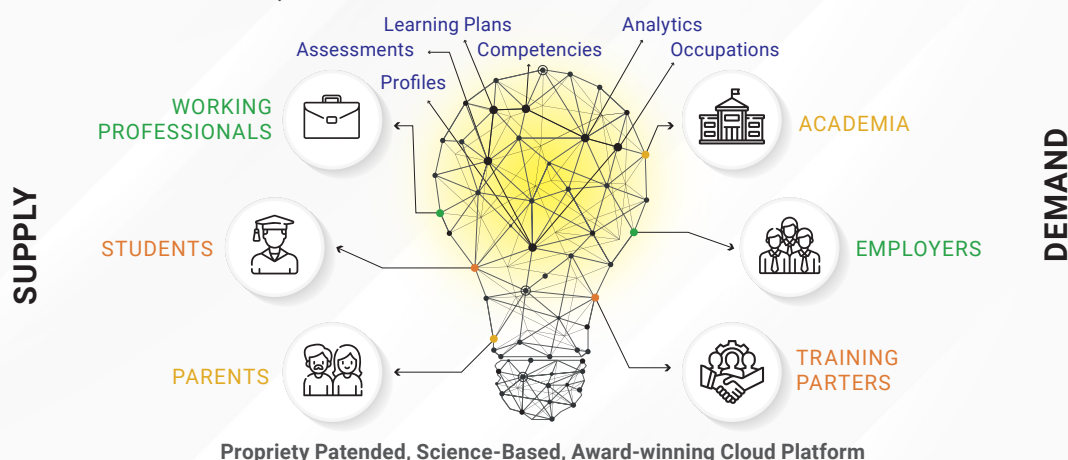 Learning Plans
Analytics
Assessments
Competencies
Occupations
Profiles
WORKING
PROFESSIONALS
ACADEMIA
SUPPLY
DEMAND
STUDENTS
EMPLOYERS
PARENTS
TRAINING
PARTERS
Propriety Patented, Science-Based, Award-winning Cloud Platform